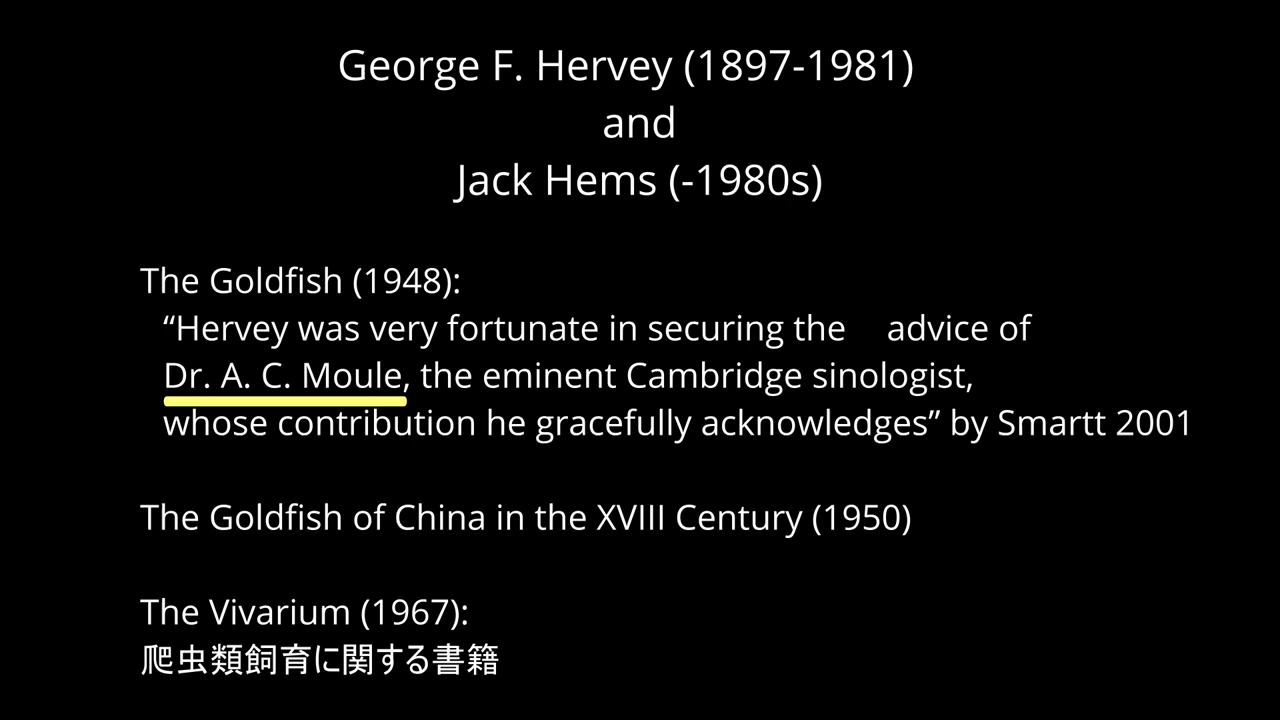 George F. Hervey (1897-1981)
and
Jack Hems (-1980s)
The Goldfish (1948):
“Hervey was very fortunate in securing the advice of
Dr. A. C. Moule, the eminent Cambridge sinologist,
whose contribution he gracefully acknowledges” by Smartt 2001
The Goldfish of China in the XVIII Century (1950)
The Vivarium (1967):
爬虫類飼育に関する書籍